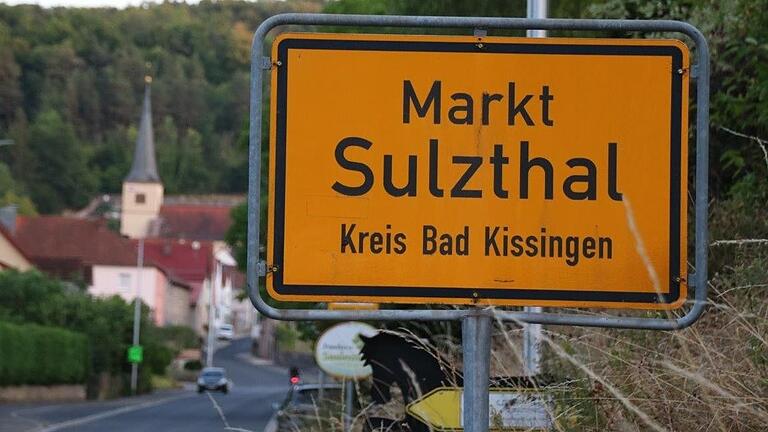 Markt
Sulzthal
Kreis Bad Kissingen